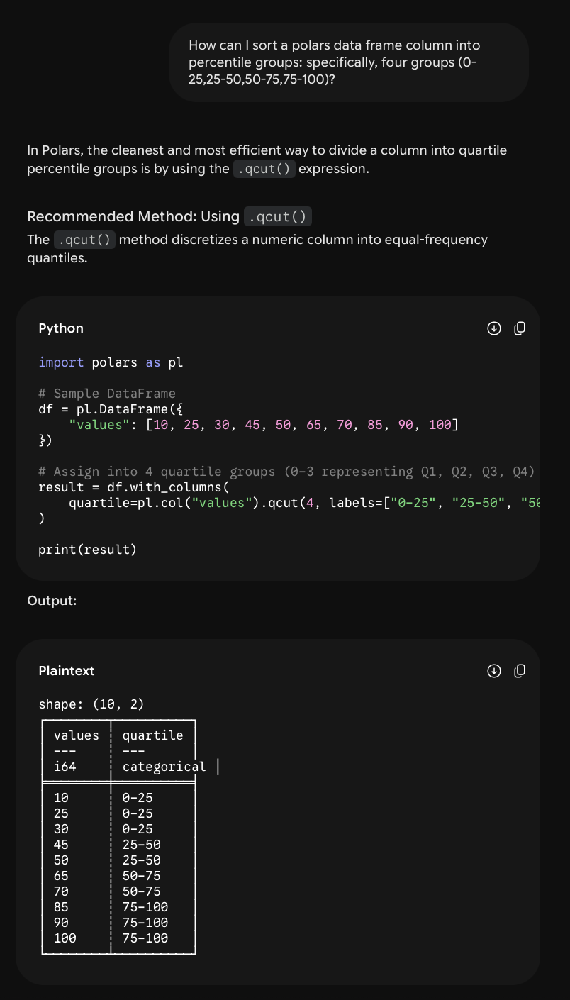 How can I sort a polars data frame column into
percentile groups: specifically, four groups (0-
25,25-50,50-75,75-100)?
In Polars, the cleanest and most efficient way to divide a column into quartile
percentile groups is by using the .qcut() expression.
Recommended Method: Using .qcut()
The .qcut() method discretizes a numeric column into equal-frequency
quantiles.
Python
import polars as pl
# Sample DataFrame
df = pl.DataFrame({
    "values": [10, 25, 30, 45, 50, 65, 70, 85, 90, 100]
})
# Assign into 4 quartile groups (0-3 representing Q1, Q2, Q3, Q4)
result = df.with_columns(
    quartile=pl.col("values").qcut(4, labels=["0-25", "25-50", "50
)
print(result)
Output:
Plaintext
shape: (10, 2)
values quartile
--- ---
i64 categorical
10 0-25
25 0-25
30 0-25
45 25-50
50 25-50
65 50-75
70 50-75
85 75-100
90 75-100
100 75-100